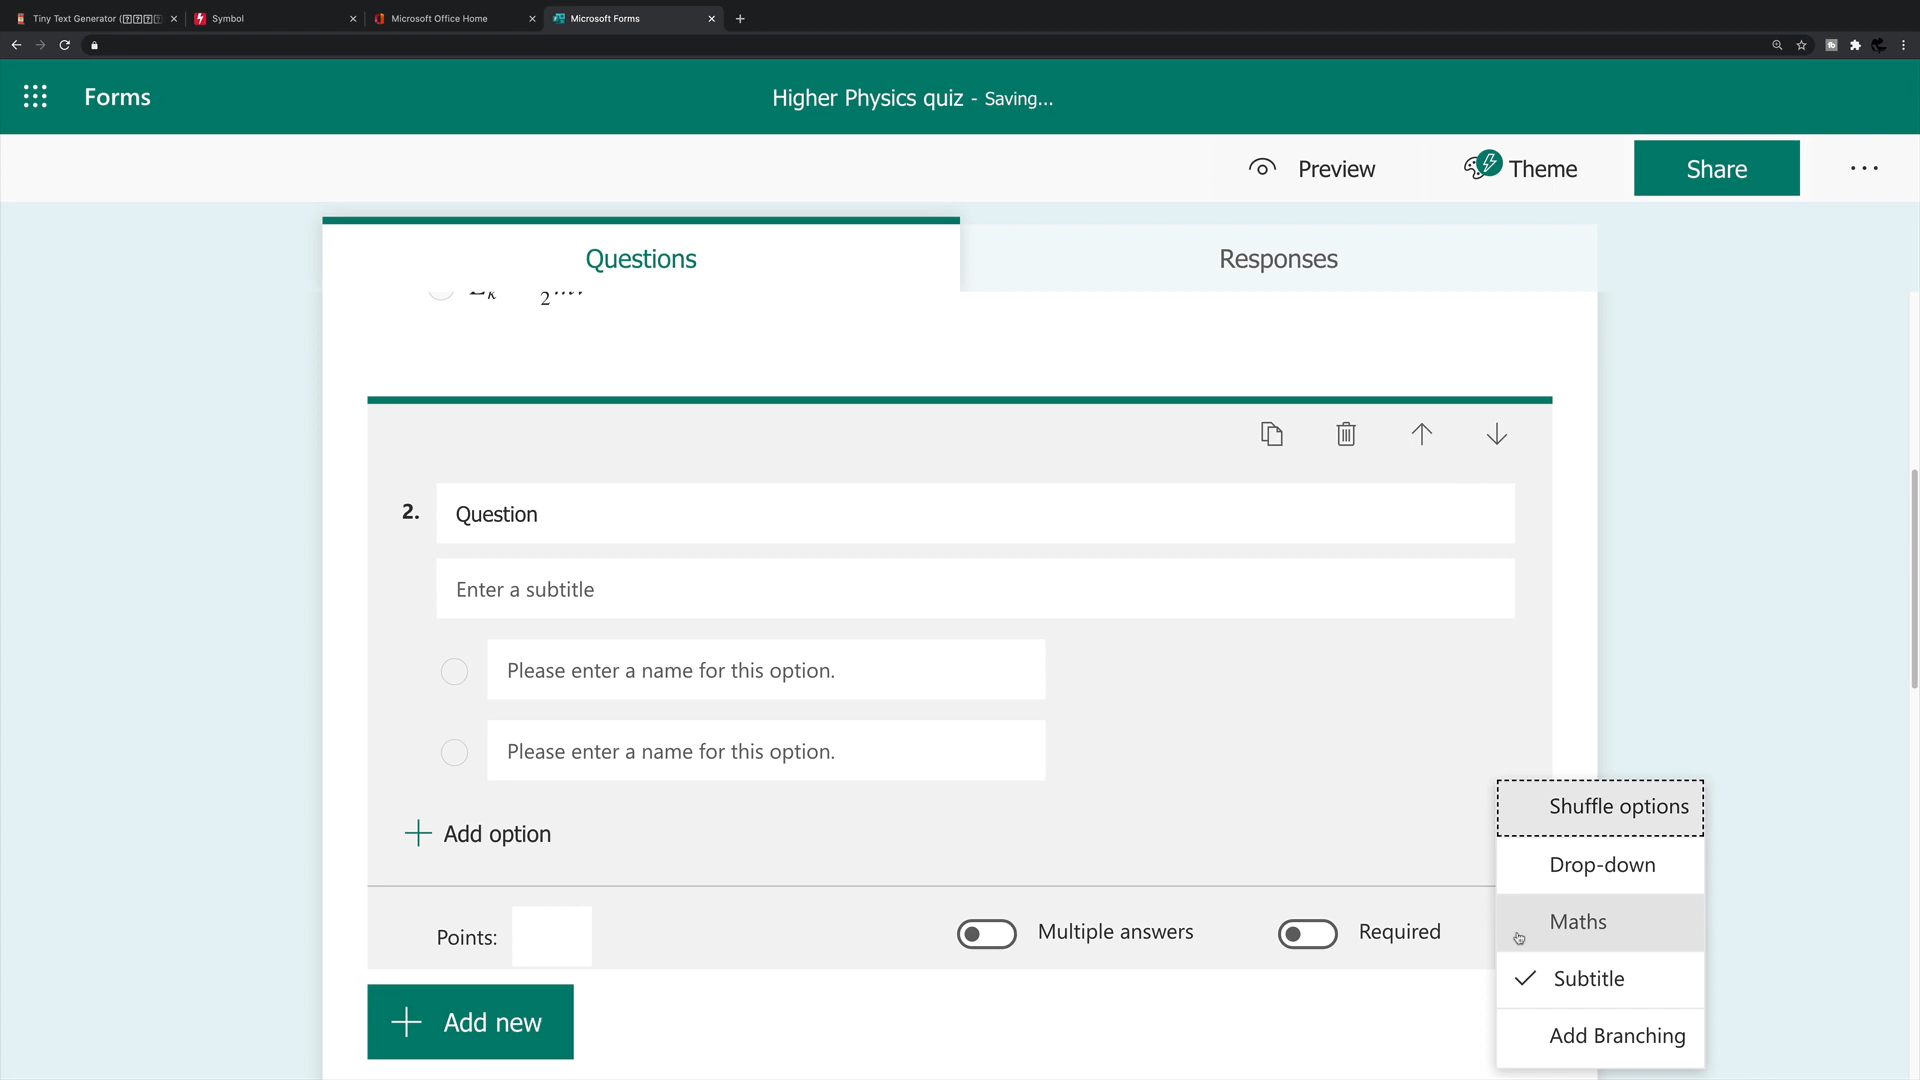 Tiny Text Generator
Symbol
Microsoft Office Home
Microsoft Forms
Forms
Higher Physics quiz - Saving...
Preview
Theme
Share
Questions
Responses
2.
Question
Enter a subtitle
Please enter a name for this option.
Please enter a name for this option.
Add option
Points:
Multiple answers
Required
Add new
Shuffle options
Drop-down
Maths
Subtitle
Add Branching